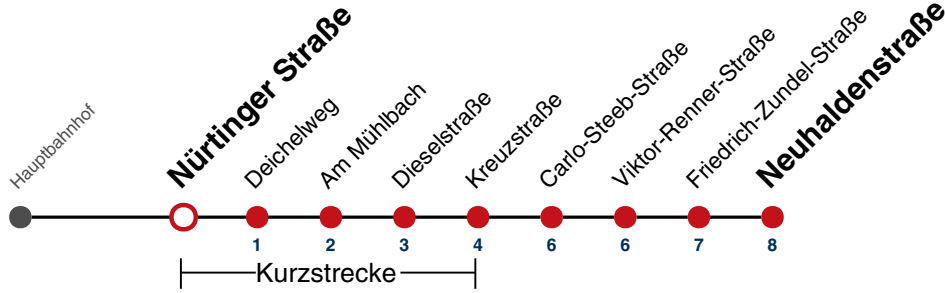 Hauptbahnhof
Nürtinger Straße
Deichelweg
Am Mühlbach
Dieselstraße
Kreuzstraße
Carlo-Steeb-Straße
Viktor-Renner-Straße
Friedrich-Zundel-Straße
Neuhaldenstraße
1 2 3 4 6 6 7 8
Kurzstrecke